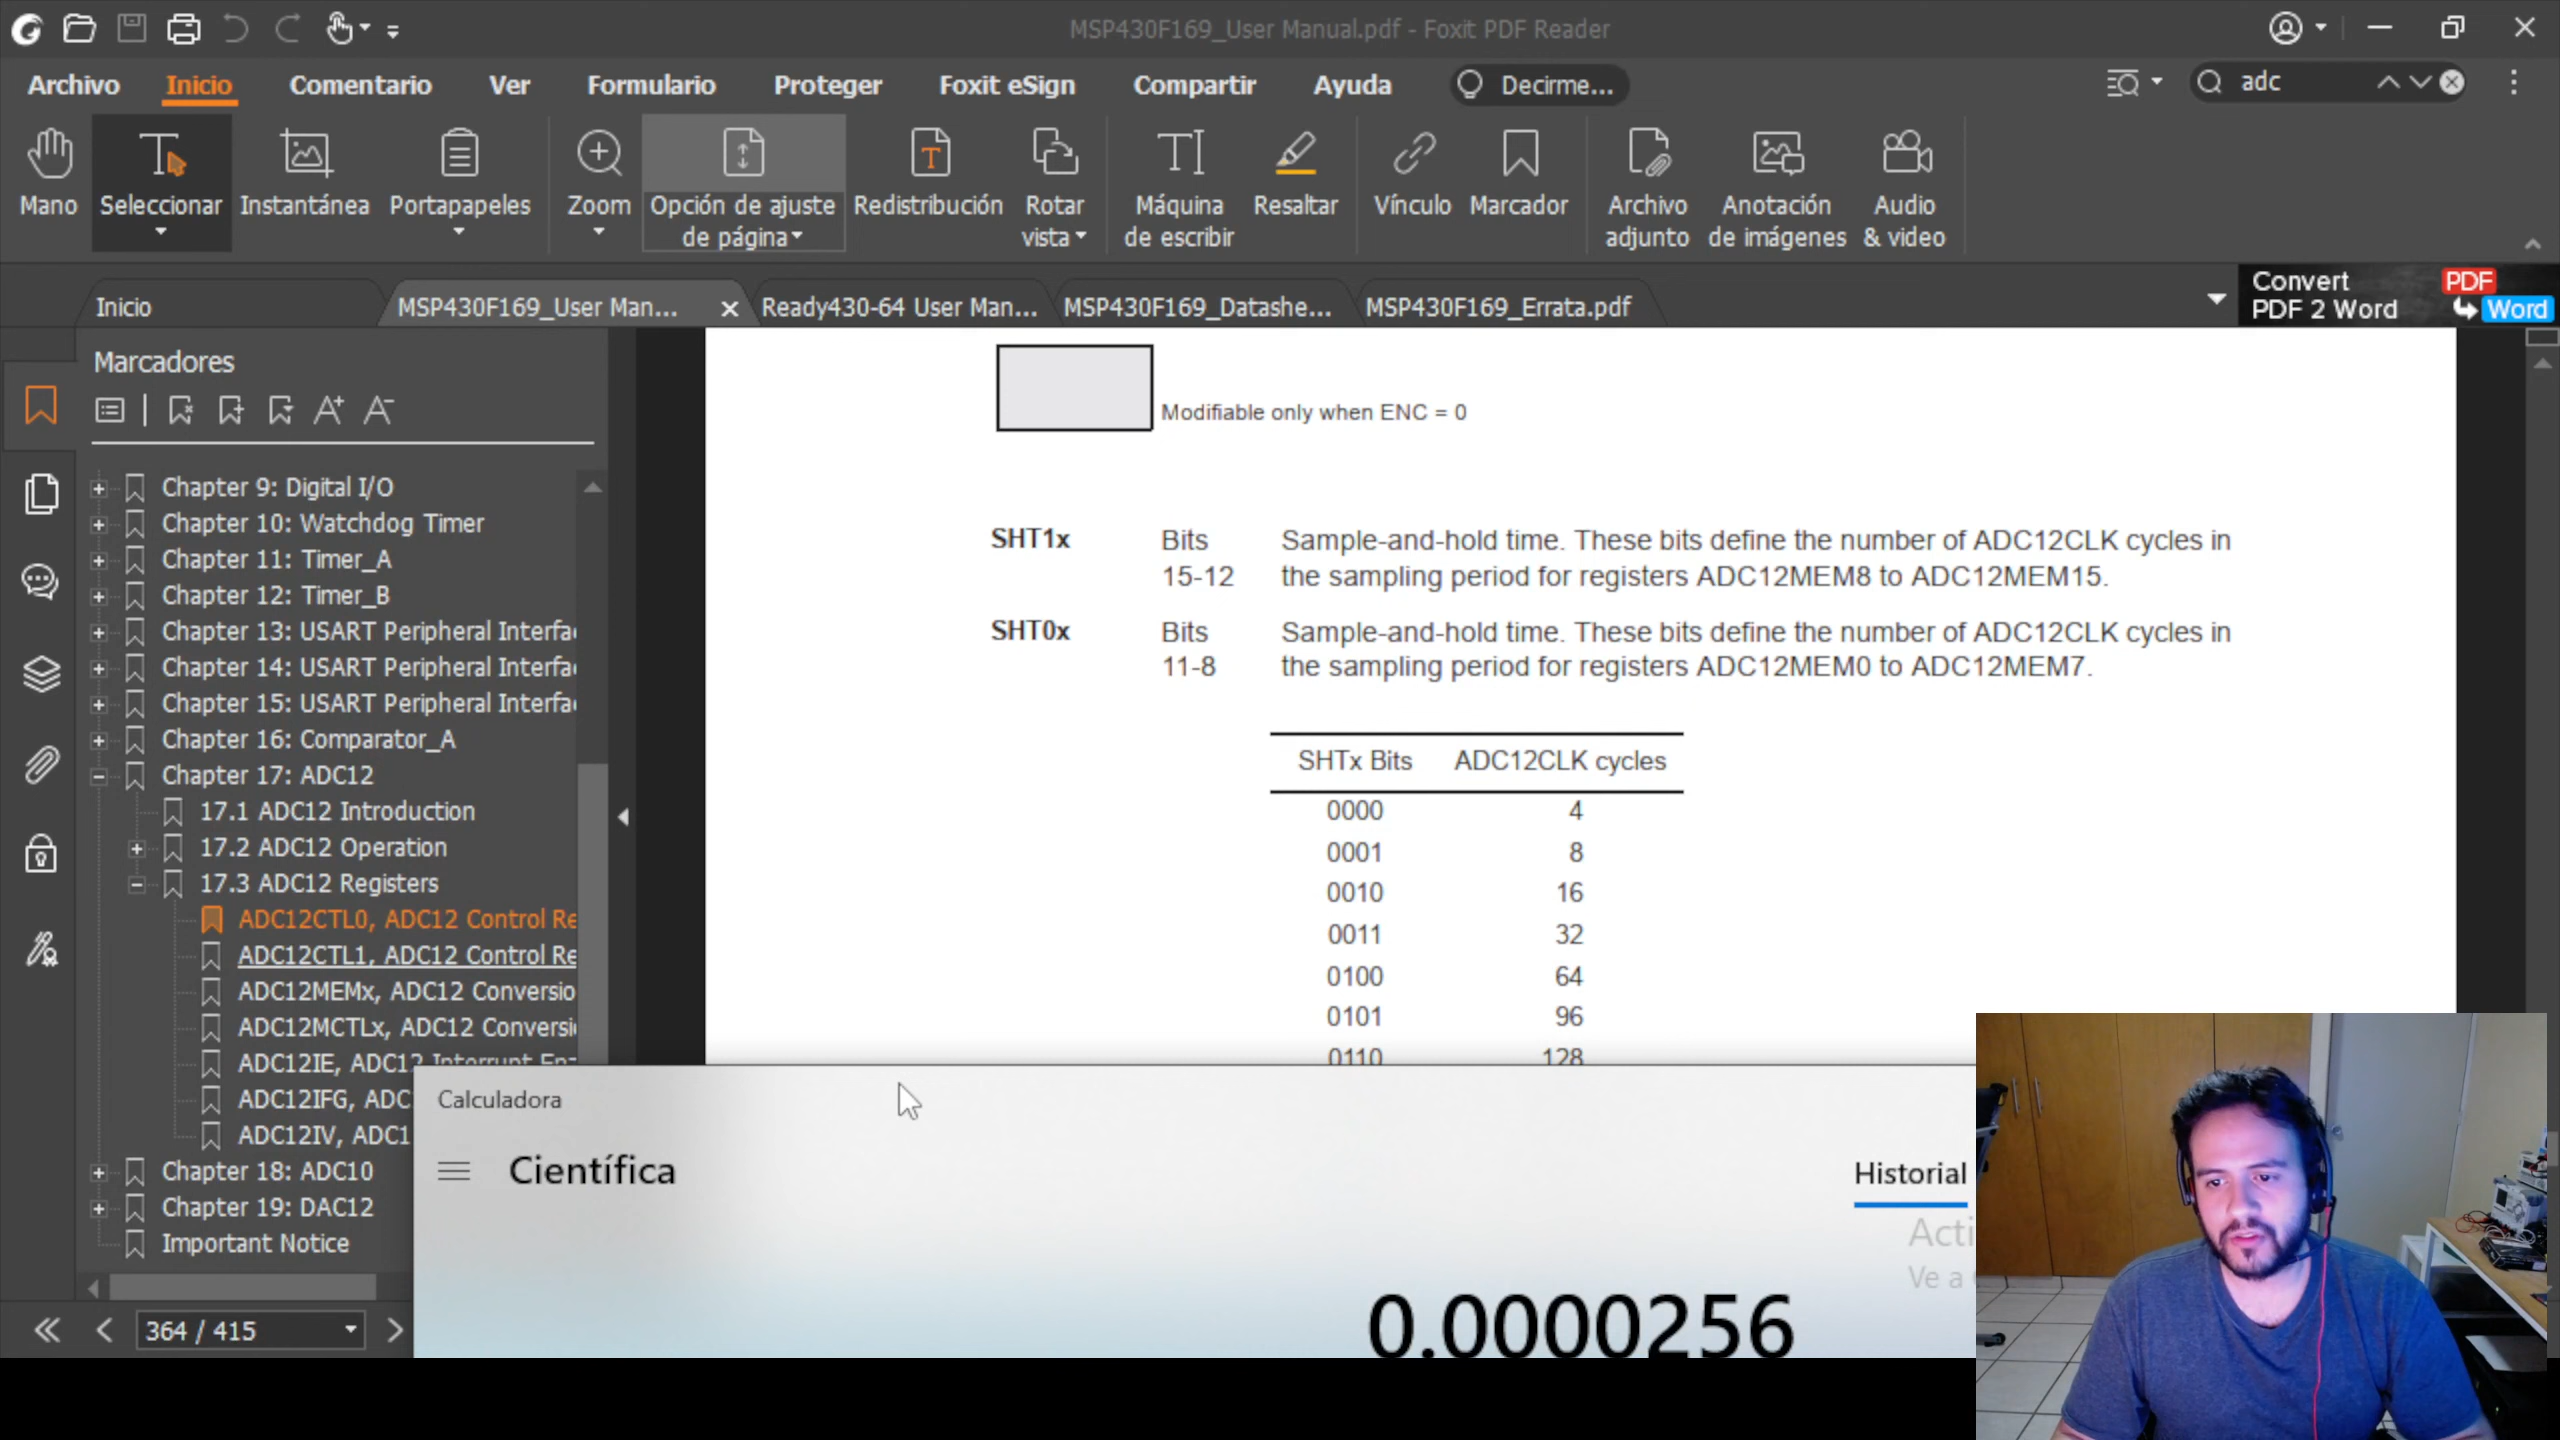 MSP430F169_User Manual.pdf - Foxit PDF Reader
Archivo Inicio Comentario Ver Formulario Proteger Foxit eSign Compartir Ayuda Decirme... adc
Mano Seleccionar Instantánea Portapapeles Zoom Opción de ajuste de página Redistribución Rotar vista Máquina de escribir Resaltar Vínculo Marcador Archivo adjunto Anotación de imágenes Audio & video
Inicio MSP430F169_User Man... Ready430-64 User Man... MSP430F169_Datashe... MSP430F169_Errata.pdf
Convert PDF
PDF 2 Word Word
Marcadores
Chapter 9: Digital I/O
Chapter 10: Watchdog Timer
Chapter 11: Timer_A
Chapter 12: Timer_B
Chapter 13: USART Peripheral Interfa
Chapter 14: USART Peripheral Interfa
Chapter 15: USART Peripheral Interfa
Chapter 16: Comparator_A
Chapter 17: ADC12
17.1 ADC12 Introduction
17.2 ADC12 Operation
17.3 ADC12 Registers
ADC12CTL0, ADC12 Control Re
ADC12CTL1, ADC12 Control Re
ADC12MEMx, ADC12 Conversio
ADC12MCTLx, ADC12 Conversi
ADC12IE, ADC12 Interrupt Ena
ADC12IFG, ADC
ADC12IV, ADC1
Chapter 18: ADC10
Chapter 19: DAC12
Important Notice
364 / 415
Modifiable only when ENC = 0
SHT1x Bits 15-12 Sample-and-hold time. These bits define the number of ADC12CLK cycles in
the sampling period for registers ADC12MEM8 to ADC12MEM15.
SHT0x Bits 11-8 Sample-and-hold time. These bits define the number of ADC12CLK cycles in
the sampling period for registers ADC12MEM0 to ADC12MEM7.
SHTx Bits ADC12CLK cycles
0000 4
0001 8
0010 16
0011 32
0100 64
0101 96
0110 128
Calculadora
Científica
Historial
Acti
Ve a
0.0000256